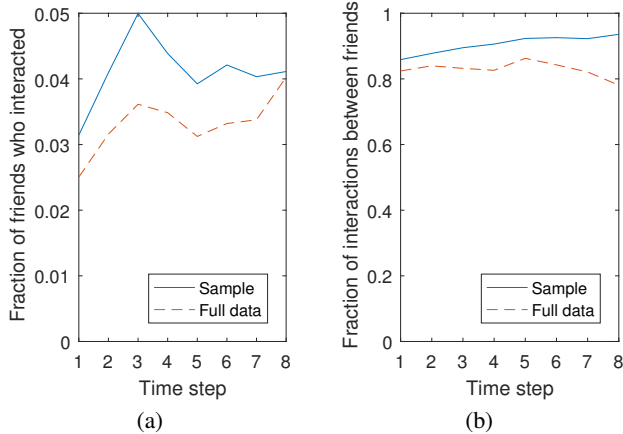 Fraction of friends who interacted
0.05
0.04
0.03
0.02
0.01
0
Sample
Full data
1 2 3 4 5 6 7 8
Time step
(a)
Fraction of interactions between friends
1
0.8
0.6
0.4
0.2
0
Sample
Full data
1 2 3 4 5 6 7 8
Time step
(b)